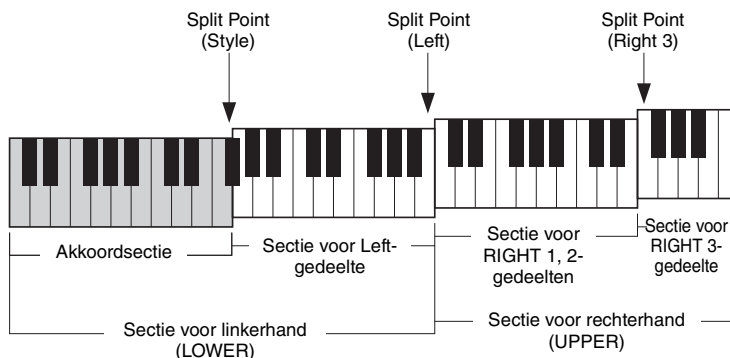 Split Point
(Style)
Split Point
(Left)
Split Point
(Right 3)
Akkoordsectie
Sectie voor Left-
gedeelte
Sectie voor
RIGHT 1, 2-
gedeelten
Sectie voor
RIGHT 3-
gedeelte
Sectie voor linkerhand
(LOWER)
Sectie voor rechterhand
(UPPER)